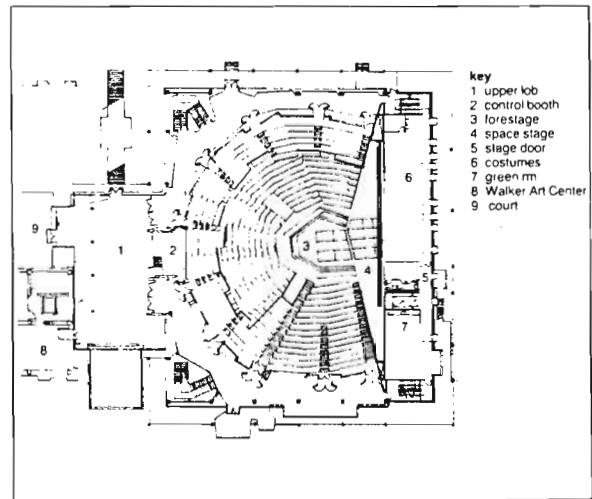 key
1 upper lob
2 control booth
3 forestage
4 space stage
5 stage door
6 costumes
7 green rm
8 Walker Art Center
9 court
6
9
1
2
3
4
5
7
8